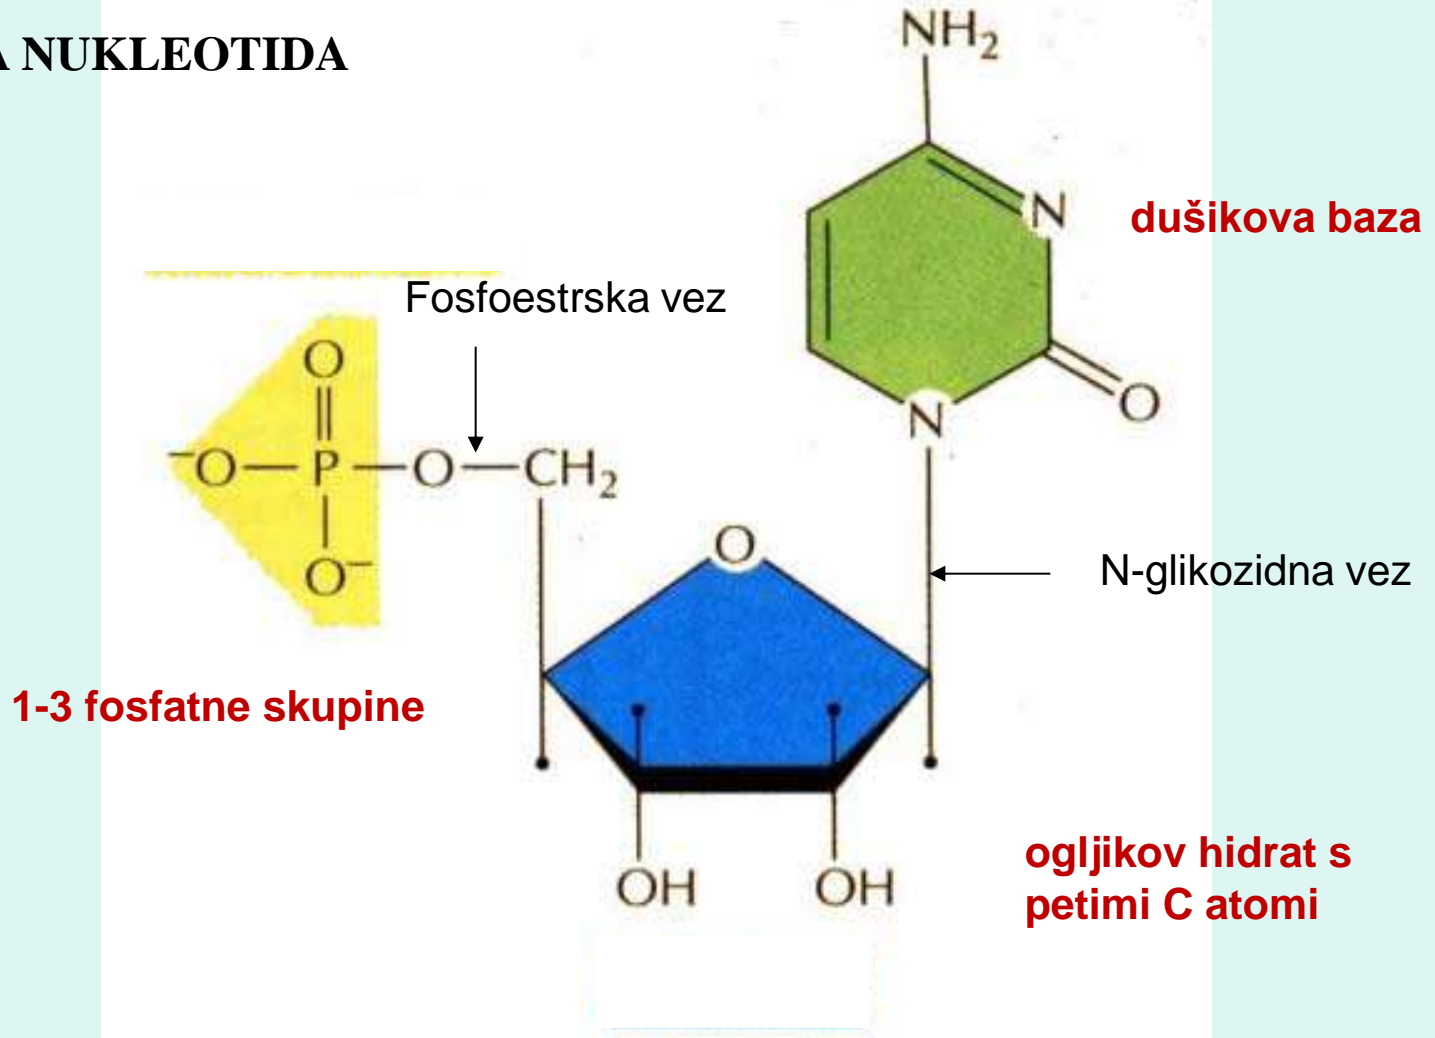 NUKLEOTIDA
NH2
N
dušikova baza
Fosfoestrska vez
O
O
N
⁻O—P—O—CH2
O
O⁻
N-glikozidna vez
1-3 fosfatne skupine
OH OH
ogljikov hidrat s
petimi C atomi